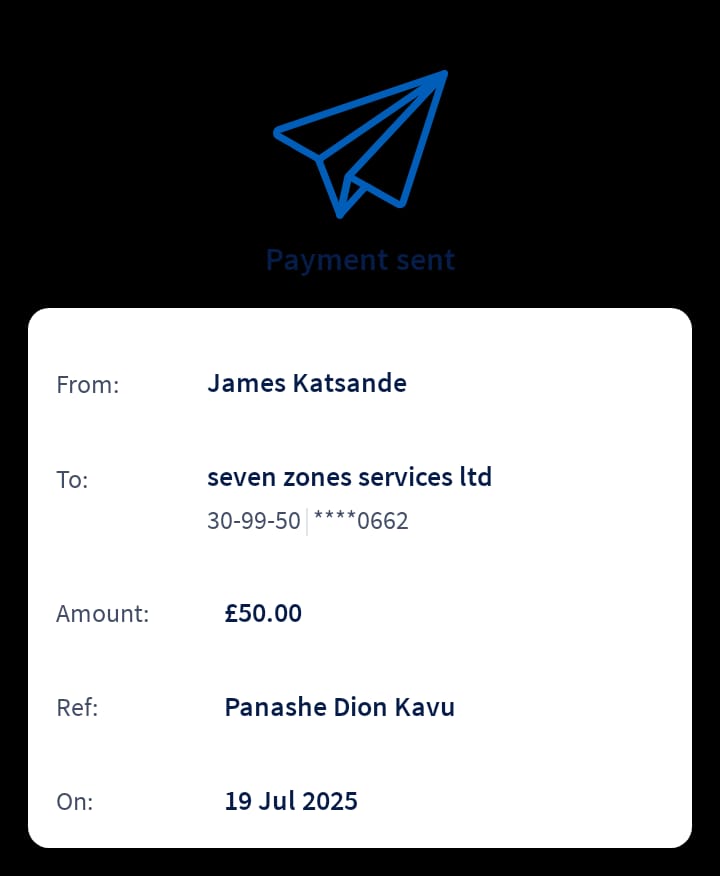 Payment sent
From: James Katsande
To: seven zones services ltd
30-99-50 | ****0662
Amount: £50.00
Ref: Panashe Dion Kavu
On: 19 Jul 2025